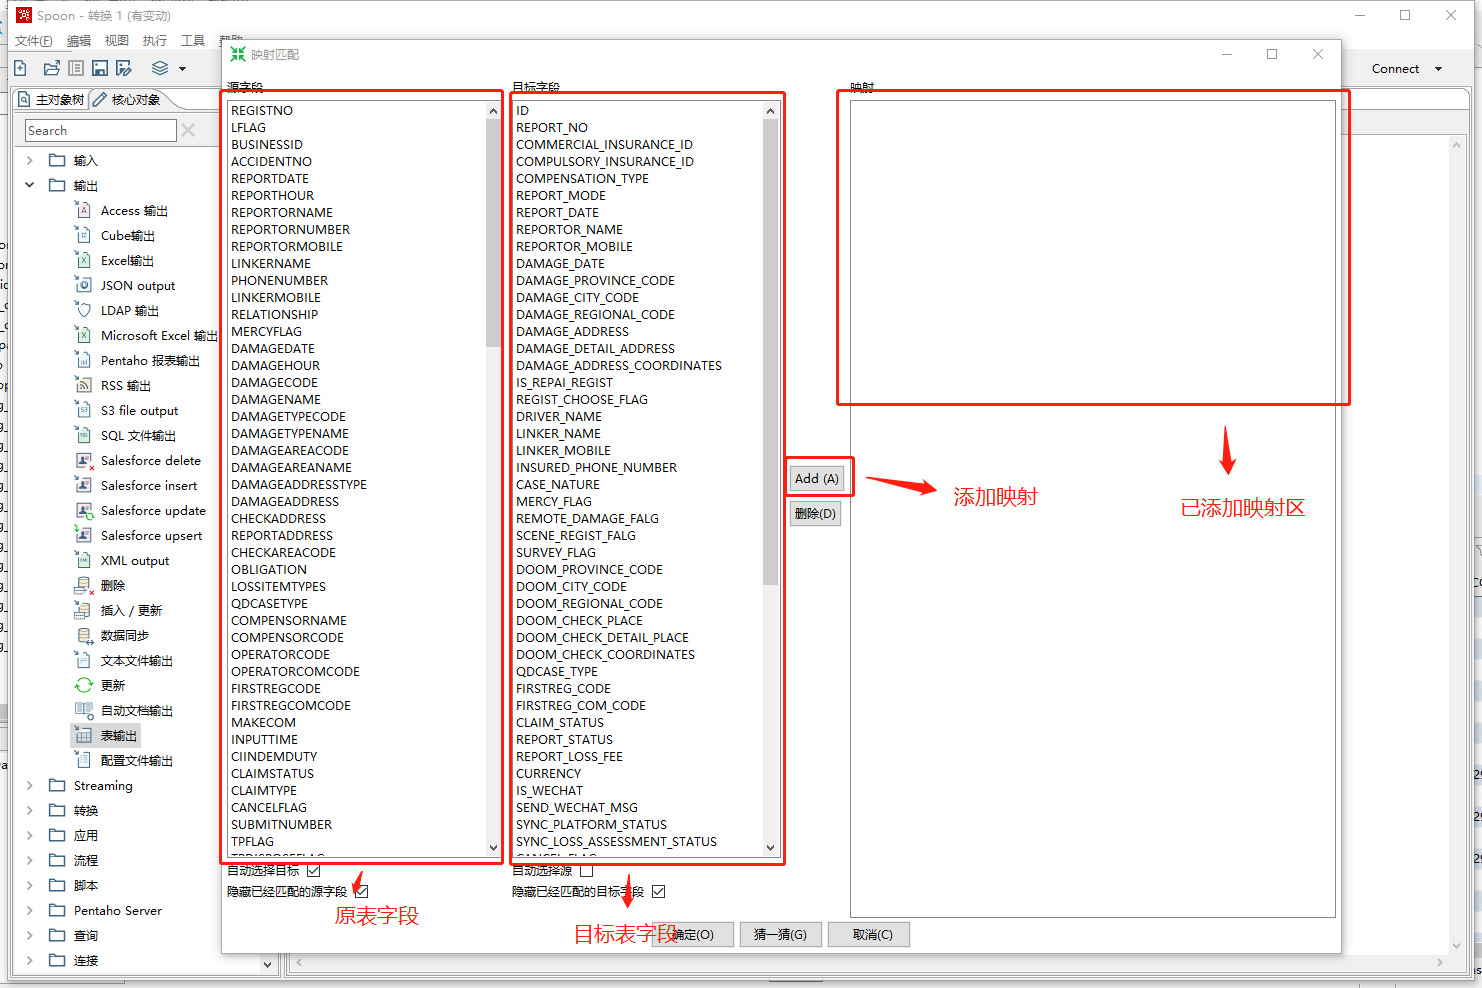 Spoon - 转换 1 (有变动)
文件(F) 编辑 视图 执行 工具 帮助
Connect
主对象树 核心对象
Search
输入
输出
Access 输出
Cube输出
Excel输出
JSON output
LDAP 输出
Microsoft Excel 输出
Pentaho 报表输出
RSS 输出
S3 file output
SQL 文件输出
Salesforce delete
Salesforce insert
Salesforce update
Salesforce upsert
XML output
删除
插入 / 更新
数据同步
文本文件输出
更新
自动文档输出
表输出
配置文件输出
Streaming
转换
应用
流程
脚本
Pentaho Server
查询
连接
映射匹配
源字段
REGISTNO
LFLAG
BUSINESSID
ACCIDENTNO
REPORTDATE
REPORTHOUR
REPORTORNAME
REPORTORNUMBER
REPORTORMOBILE
LINKERNAME
PHONENUMBER
LINKERMOBILE
RELATIONSHIP
MERCYFLAG
DAMAGEDATE
DAMAGEHOUR
DAMAGECODE
DAMAGENAME
DAMAGETYPECODE
DAMAGETYPENAME
DAMAGEAREACODE
DAMAGEAREANAME
DAMAGEADDRESSTYPE
DAMAGEADDRESS
CHECKADDRESS
REPORTADDRESS
CHECKAREACODE
OBLIGATION
LOSSITEMTYPES
QDCASETYPE
COMPENSORNAME
COMPENSORCODE
OPERATORCODE
OPERATORCOMCODE
FIRSTREGCODE
FIRSTREGCOMCODE
MAKECOM
INPUTTIME
CIINDEMDUTY
CLAIMSTATUS
CLAIMTYPE
CANCELFLAG
SUBMITNUMBER
TPFLAG
自动选择目标
隐藏已经匹配的源字段
原表字段
目标字段
ID
REPORT_NO
COMMERCIAL_INSURANCE_ID
COMPULSORY_INSURANCE_ID
COMPENSATION_TYPE
REPORT_MODE
REPORT_DATE
REPORTOR_NAME
REPORTOR_MOBILE
DAMAGE_DATE
DAMAGE_PROVINCE_CODE
DAMAGE_CITY_CODE
DAMAGE_REGIONAL_CODE
DAMAGE_ADDRESS
DAMAGE_DETAIL_ADDRESS
DAMAGE_ADDRESS_COORDINATES
IS_REPAI_REGIST
REGIST_CHOOSE_FLAG
DRIVER_NAME
LINKER_NAME
LINKER_MOBILE
INSURED_PHONE_NUMBER
CASE_NATURE
MERCY_FLAG
REMOTE_DAMAGE_FALG
SCENE_REGIST_FALG
SURVEY_FLAG
DOOM_PROVINCE_CODE
DOOM_CITY_CODE
DOOM_REGIONAL_CODE
DOOM_CHECK_PLACE
DOOM_CHECK_DETAIL_PLACE
DOOM_CHECK_COORDINATES
QDCASE_TYPE
FIRSTREG_CODE
FIRSTREG_COM_CODE
CLAIM_STATUS
REPORT_STATUS
REPORT_LOSS_FEE
CURRENCY
IS_WECHAT
SEND_WECHAT_MSG
SYNC_PLATFORM_STATUS
SYNC_LOSS_ASSESSMENT_STATUS
自动选择源
隐藏已经匹配的目标字段
目标表字段
Add (A)
删除(D)
添加映射
映射
已添加映射区
确定(O) 猜一猜(G) 取消(C)